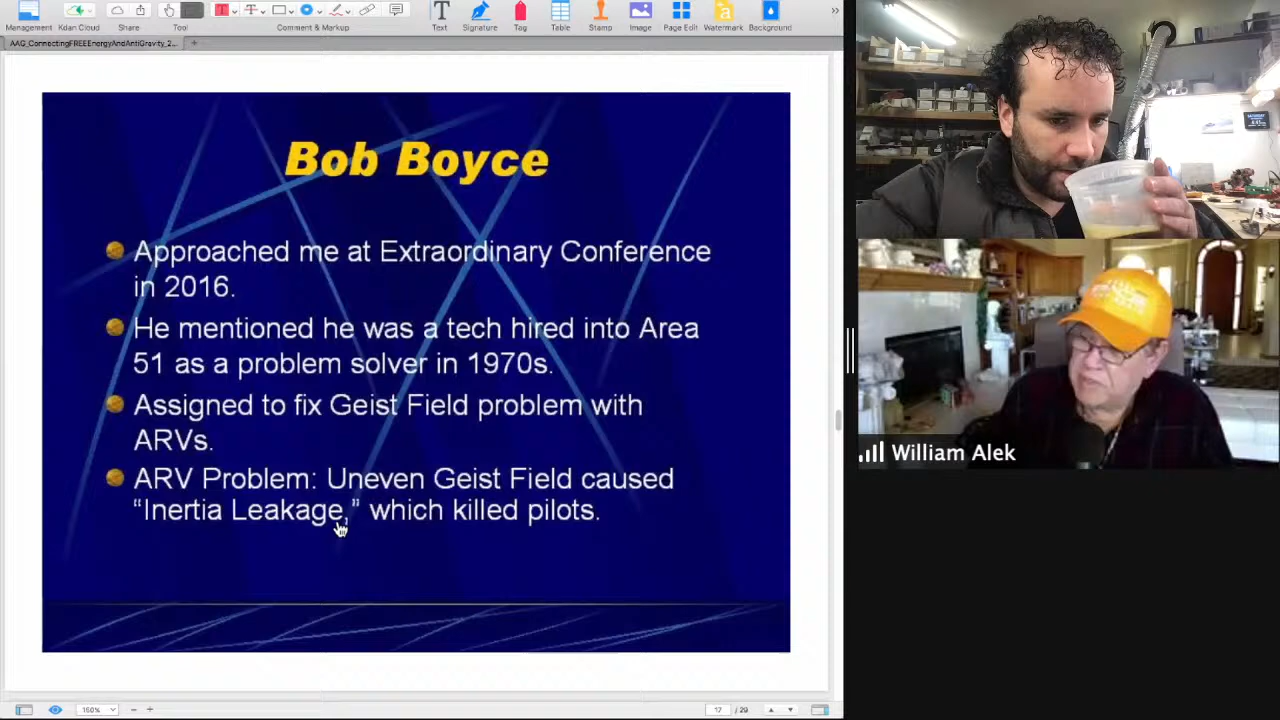 Management
Kdan Cloud
Share
Tool
Comment & Markup
Text
Signature
Tag
Table
Stamp
Image
Page Edit
Watermark
Background
AAG_ConnectingFREEEnergyAndAntiGravity_2...
Bob Boyce
Approached me at Extraordinary Conference
in 2016.
He mentioned he was a tech hired into Area
51 as a problem solver in 1970s.
Assigned to fix Geist Field problem with
ARVs.
ARV Problem: Uneven Geist Field caused
“Inertia Leakage,” which killed pilots.
William Alek
150%
17 / 29